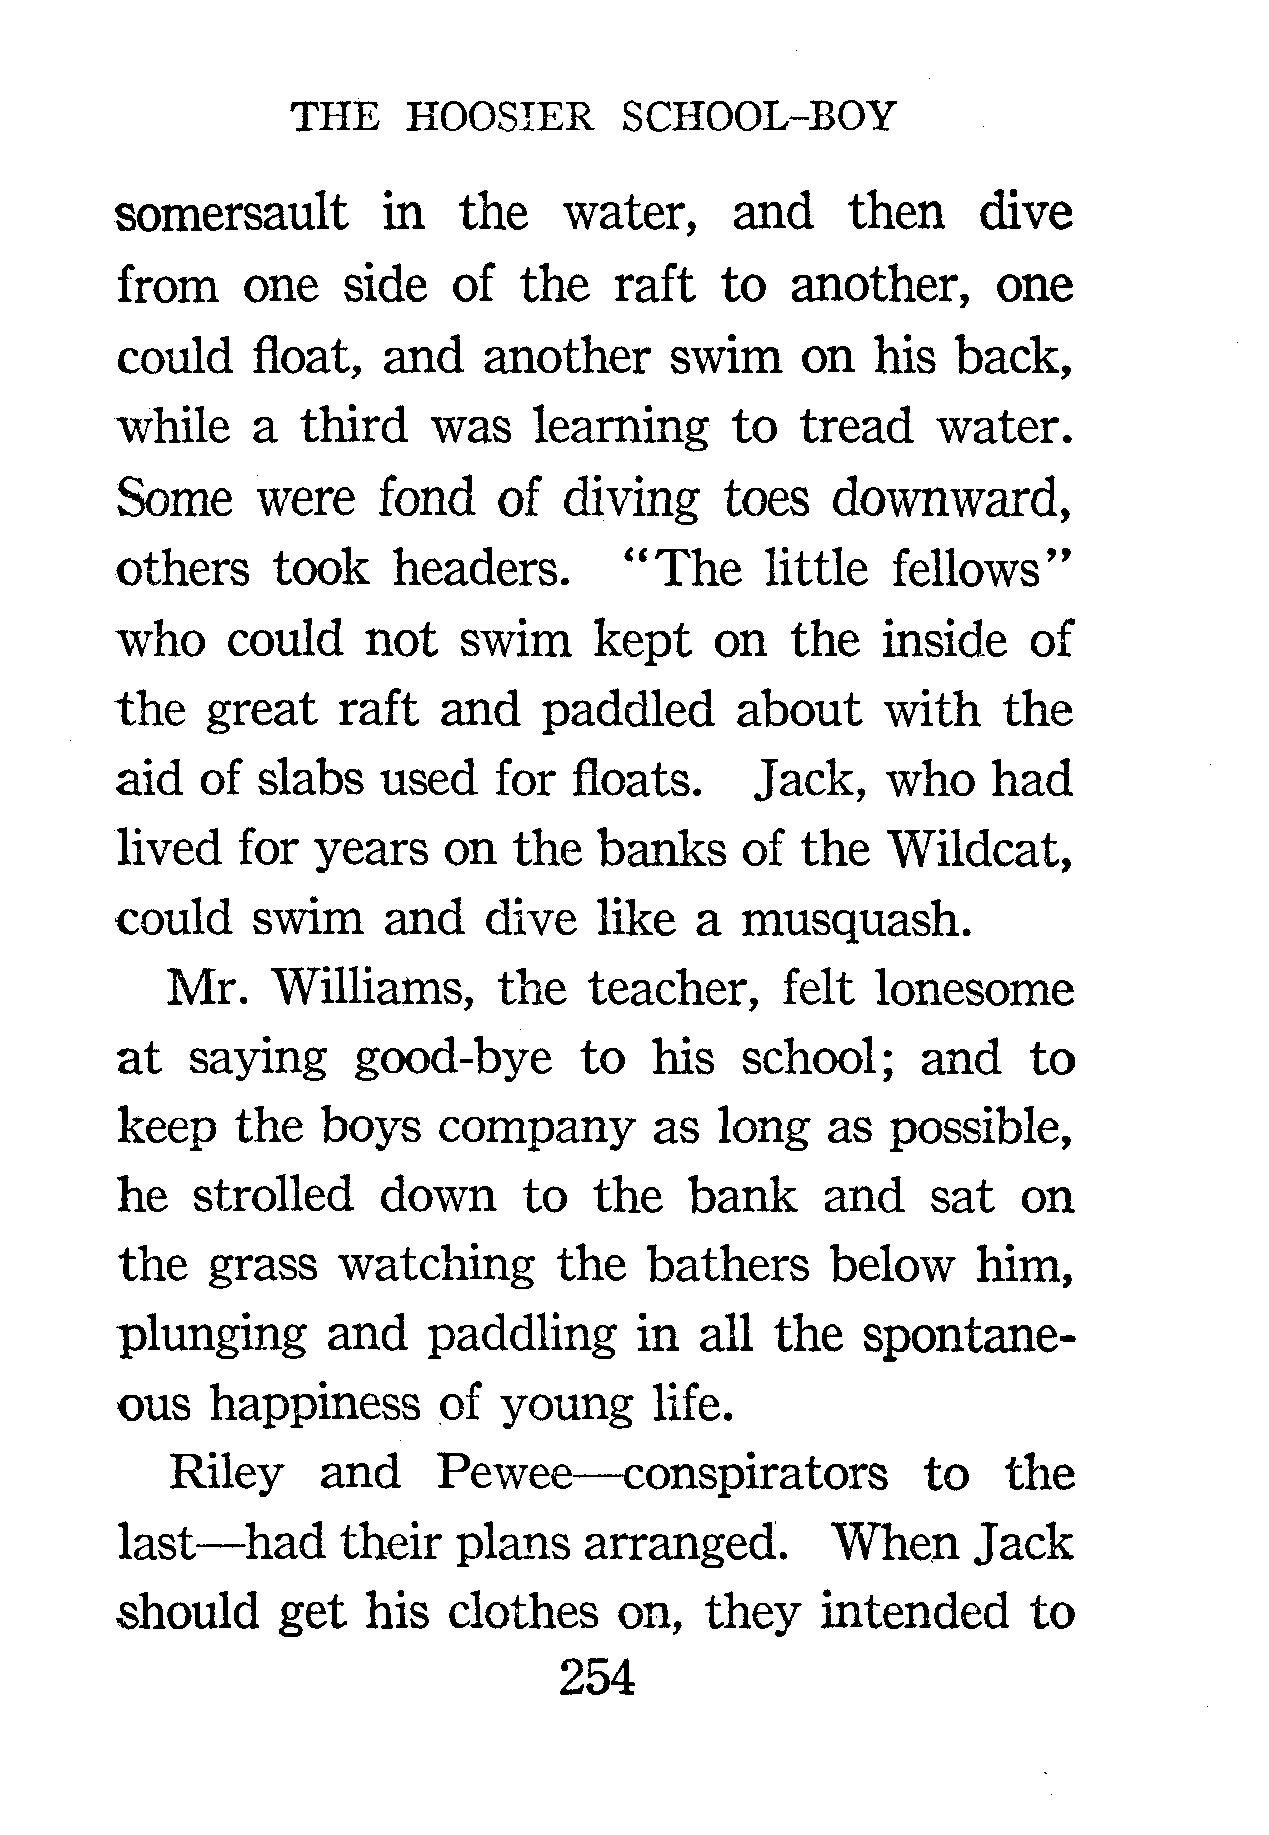 THE HOOSIER SCHOOL-BOY
somersault in the water, and then dive
from one side of the raft to another, one
could float, and another swim on his back,
while a third was learning to tread water.
Some were fond of diving toes downward,
others took headers. “The little fellows”
who could not swim kept on the inside of
the great raft and paddled about with the
aid of slabs used for floats. Jack, who had
lived for years on the banks of the Wildcat,
could swim and dive like a musquash.
Mr. Williams, the teacher, felt lonesome
at saying good-bye to his school; and to
keep the boys company as long as possible,
he strolled down to the bank and sat on
the grass watching the bathers below him,
plunging and paddling in all the spontane-
ous happiness of young life.
Riley and Pewee—conspirators to the
last—had their plans arranged. When Jack
should get his clothes on, they intended to
254